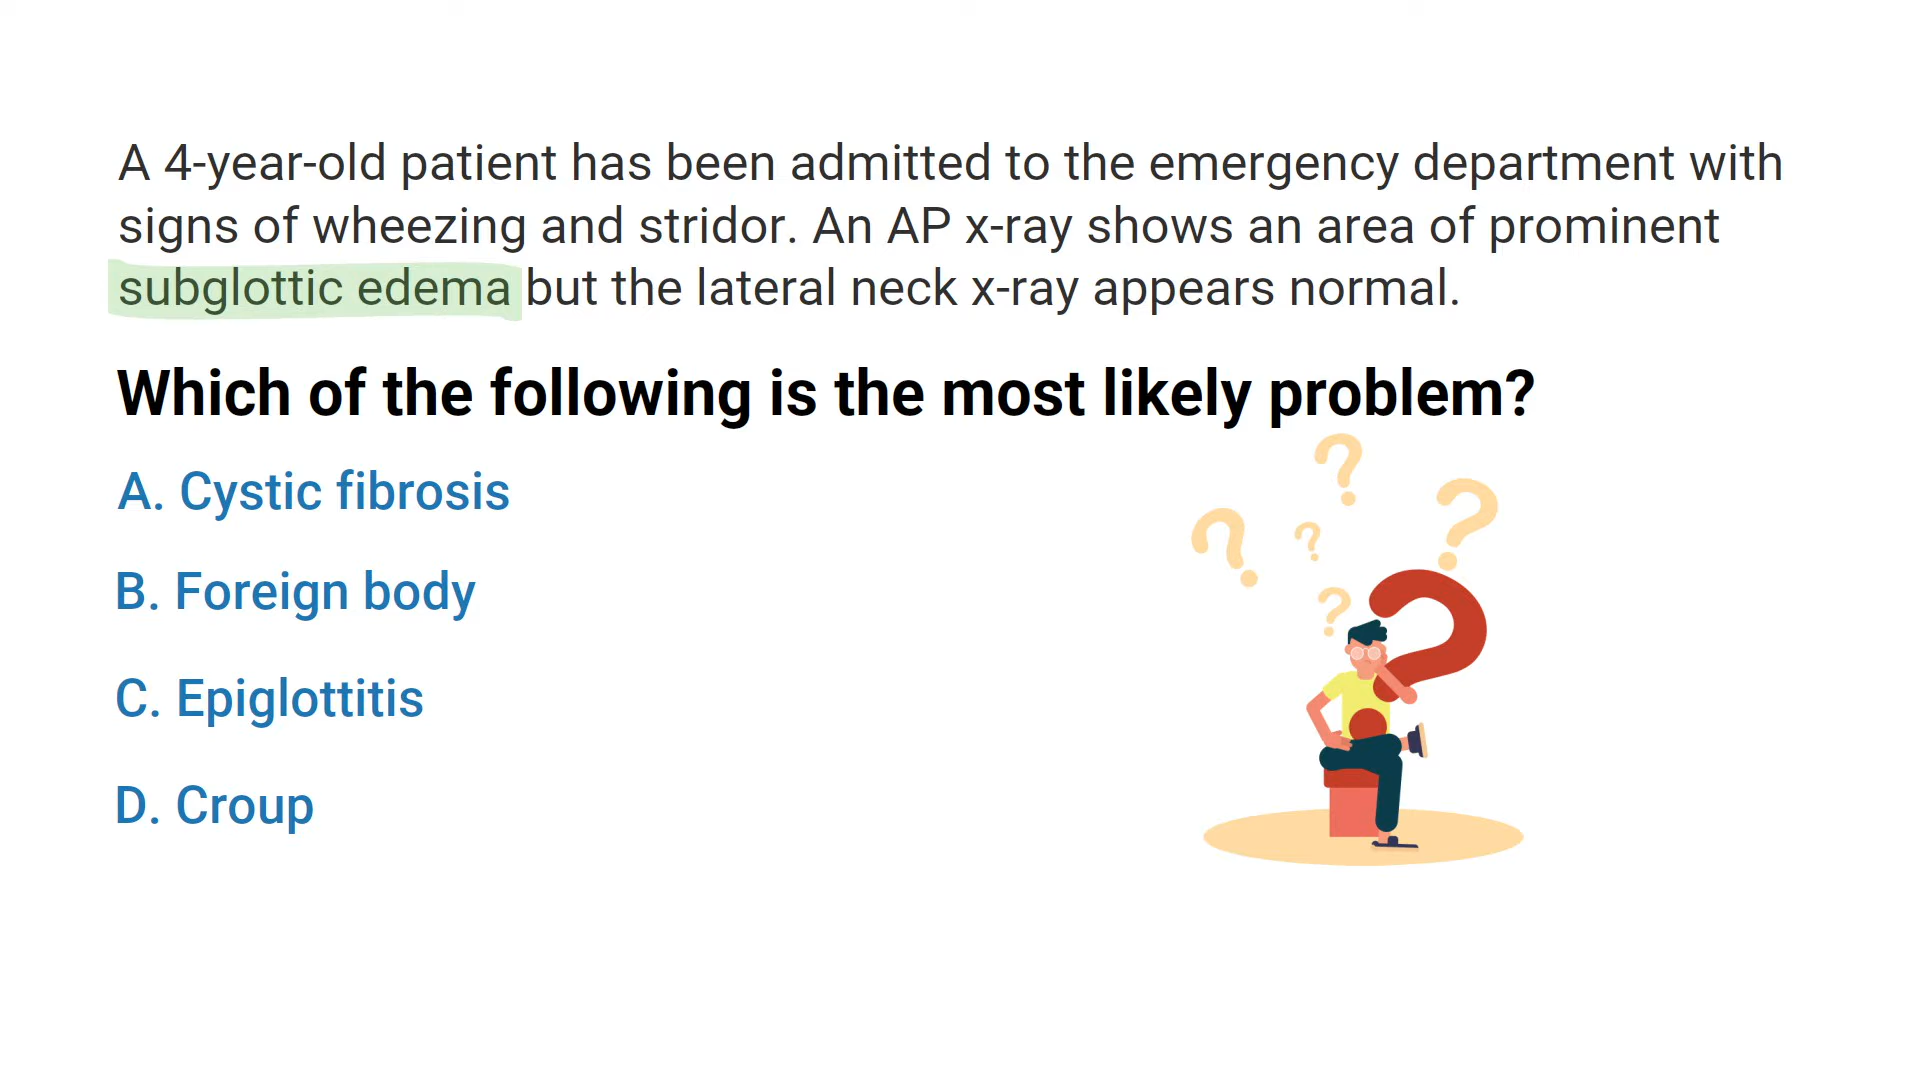 A 4-year-old patient has been admitted to the emergency department with
signs of wheezing and stridor. An AP x-ray shows an area of prominent
subglottic edema but the lateral neck x-ray appears normal.
Which of the following is the most likely problem?
A. Cystic fibrosis
B. Foreign body
C. Epiglottitis
D. Croup